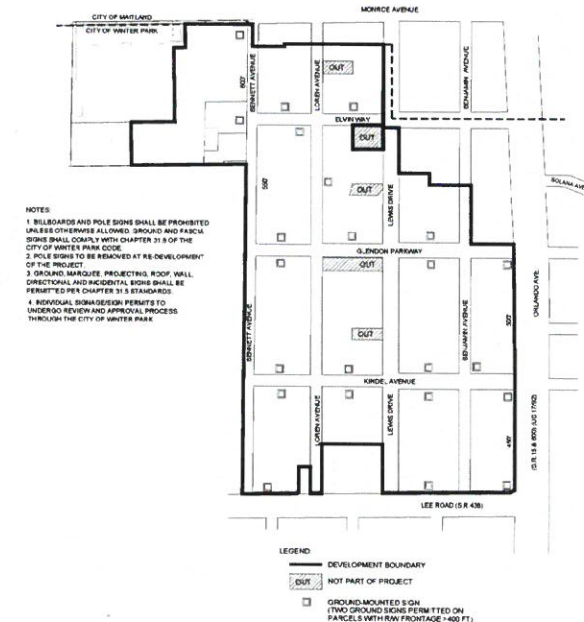 MONROE AVENUE
CITY OF MAITLAND
CITY OF WINTER PARK
607'
BENNETT AVENUE
LOREN AVENUE
OUT
BENJAMIN AVENUE
ELVIN WAY
OUT
SOLANA AVE
550'
OUT
LEWIS DRIVE
NOTES:
1. BILLBOARDS AND POLE SIGNS SHALL BE PROHIBITED
UNLESS OTHERWISE ALLOWED. GROUND AND FASCIA
SIGNS SHALL COMPLY WITH CHAPTER 31.5 OF THE
CITY OF WINTER PARK CODE.
2. POLE SIGNS TO BE REMOVED AT RE-DEVELOPMENT
OF THE PROJECT.
3. GROUND, MARQUEE, PROJECTING, ROOF, WALL,
DIRECTIONAL AND INCIDENTAL SIGNS SHALL BE
PERMITTED PER CHAPTER 31.5 STANDARDS.
4. INDIVIDUAL SIGNAGE/SIGN PERMITS TO
UNDERGO REVIEW AND APPROVAL PROCESS
THROUGH THE CITY OF WINTER PARK
GLENDON PARKWAY
OUT
ORLANDO AVE.
BENNETT AVENUE
BENJAMIN AVENUE
OUT
KINDEL AVENUE
LOREN AVENUE
LEWIS DRIVE
(S.R. 15 & 600) (US 17/92)
LEE ROAD (S.R. 438)
LEGEND:
DEVELOPMENT BOUNDARY
OUT NOT PART OF PROJECT
GROUND-MOUNTED SIGN
(TWO GROUND SIGNS PERMITTED ON
PARCELS WITH R/W FRONTAGE >400 FT)